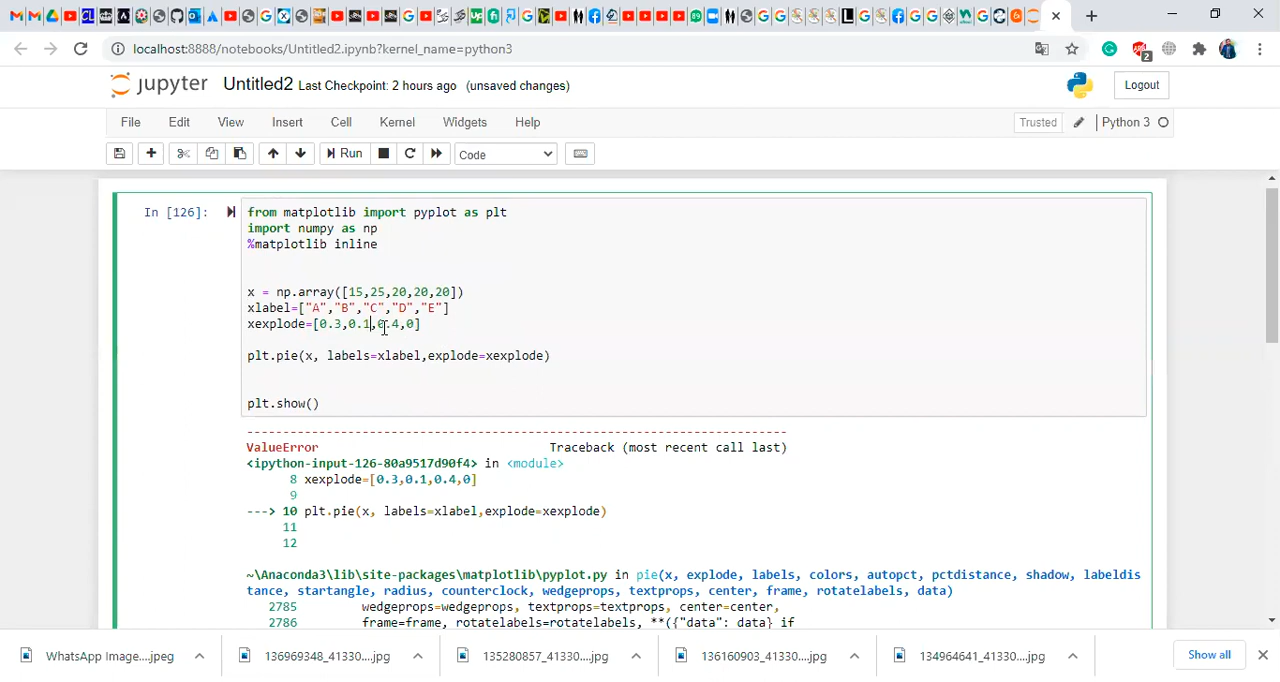 localhost:8888/notebooks/Untitled2.ipynb?kernel_name=python3
2
jupyter Untitled2 Last Checkpoint: 2 hours ago (unsaved changes)
Logout
File Edit View Insert Cell Kernel Widgets Help
Trusted Python 3
Run Code
In [126]:
from matplotlib import pyplot as plt
import numpy as np
%matplotlib inline
x = np.array([15,25,20,20,20])
xlabel=["A","B","C","D","E"]
xexplode=[0.3,0.1,0.4,0]
plt.pie(x, labels=xlabel,explode=xexplode)
plt.show()
---------------------------------------------------------------------------
ValueError Traceback (most recent call last)
<ipython-input-126-80a9517d90f4> in <module>
8 xexplode=[0.3,0.1,0.4,0]
9
---> 10 plt.pie(x, labels=xlabel,explode=xexplode)
11
12
~\Anaconda3\lib\site-packages\matplotlib\pyplot.py in pie(x, explode, labels, colors, autopct, pctdistance, shadow, labeldis
tance, startangle, radius, counterclock, wedgeprops, textprops, center, frame, rotatelabels, data)
2785 wedgeprops=wedgeprops, textprops=textprops, center=center,
2786 frame=frame, rotatelabels=rotatelabels, **({"data": data} if
WhatsApp Image....jpeg
136969348_41330....jpg
135280857_41330....jpg
136160903_41330....jpg
134964641_41330....jpg
Show all